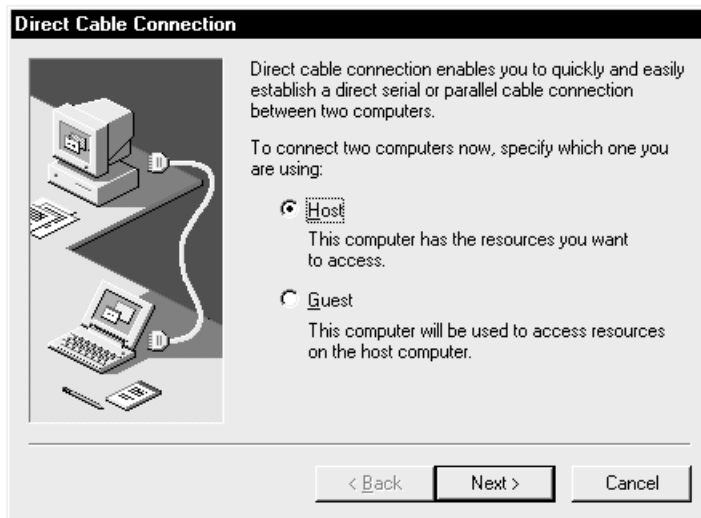 Direct Cable Connection
Direct cable connection enables you to quickly and easily
establish a direct serial or parallel cable connection
between two computers.
To connect two computers now, specify which one you
are using:
Host
This computer has the resources you want
to access.
Guest
This computer will be used to access resources
on the host computer.
< Back
Next >
Cancel